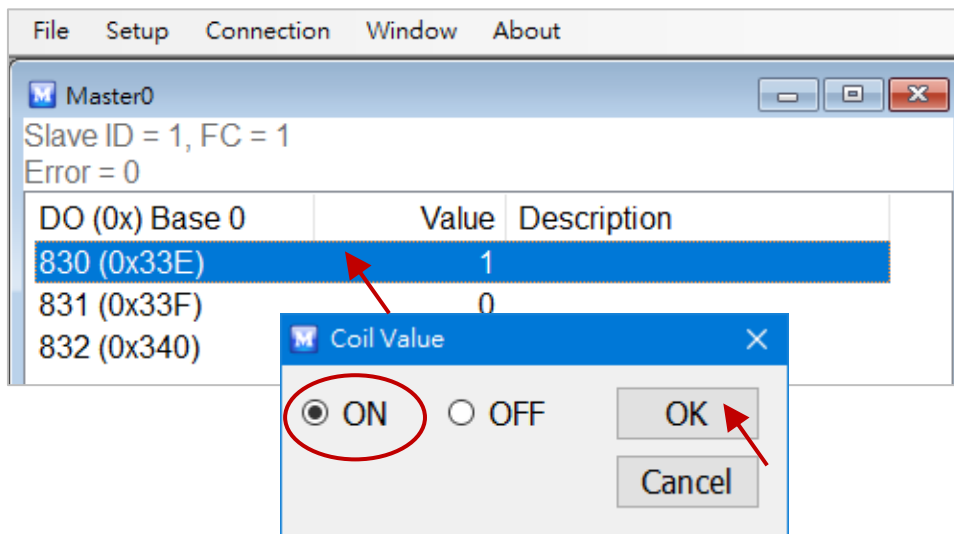 File Setup Connection Window About
M Master0
Slave ID = 1, FC = 1
Error = 0
DO (0x) Base 0 Value Description
830 (0x33E) 1
831 (0x33F) 0
832 (0x340)
M Coil Value
ON OFF OK
Cancel